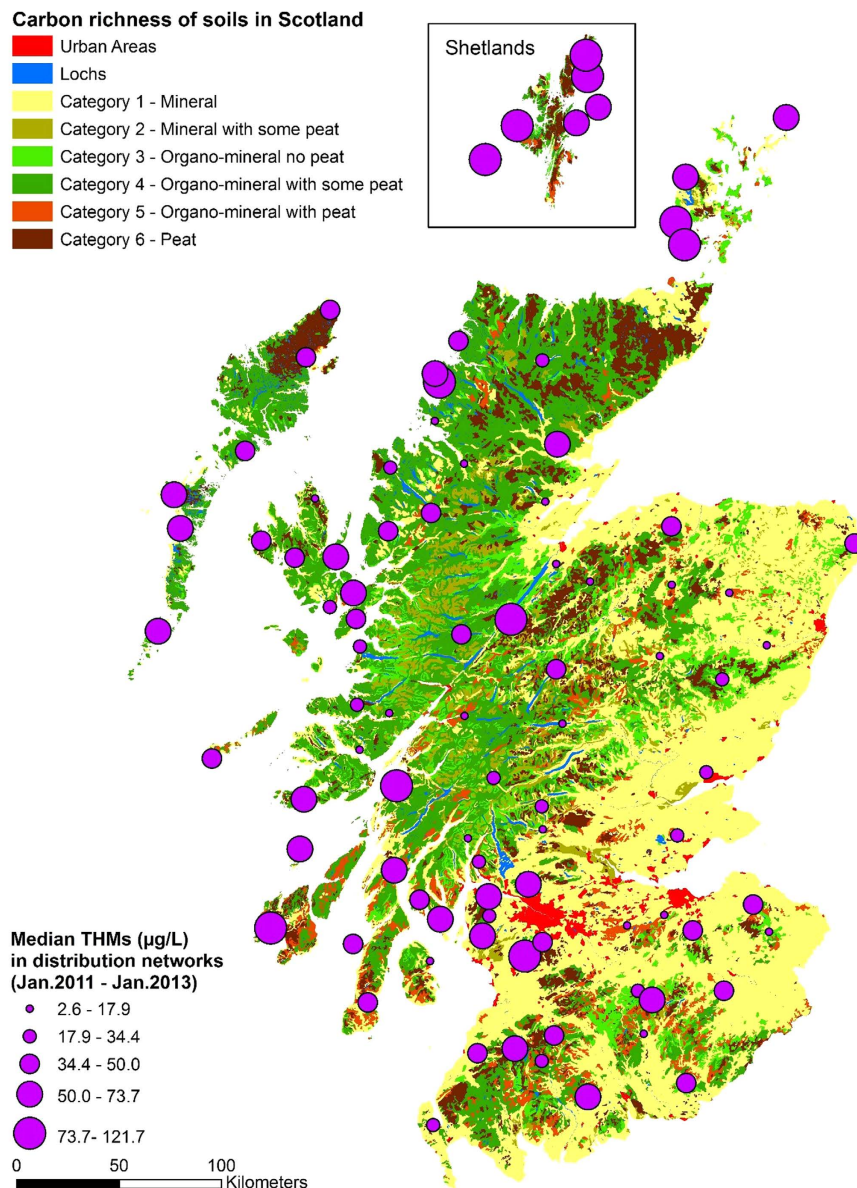 Carbon richness of soils in Scotland
Urban Areas
Lochs
Category 1 - Mineral
Category 2 - Mineral with some peat
Category 3 - Organo-mineral no peat
Category 4 - Organo-mineral with some peat
Category 5 - Organo-mineral with peat
Category 6 - Peat
Shetlands
Median THMs (µg/L)
in distribution networks
(Jan.2011 - Jan.2013)
2.6 - 17.9
17.9 - 34.4
34.4 - 50.0
50.0 - 73.7
73.7- 121.7
0 50 100
Kilometers